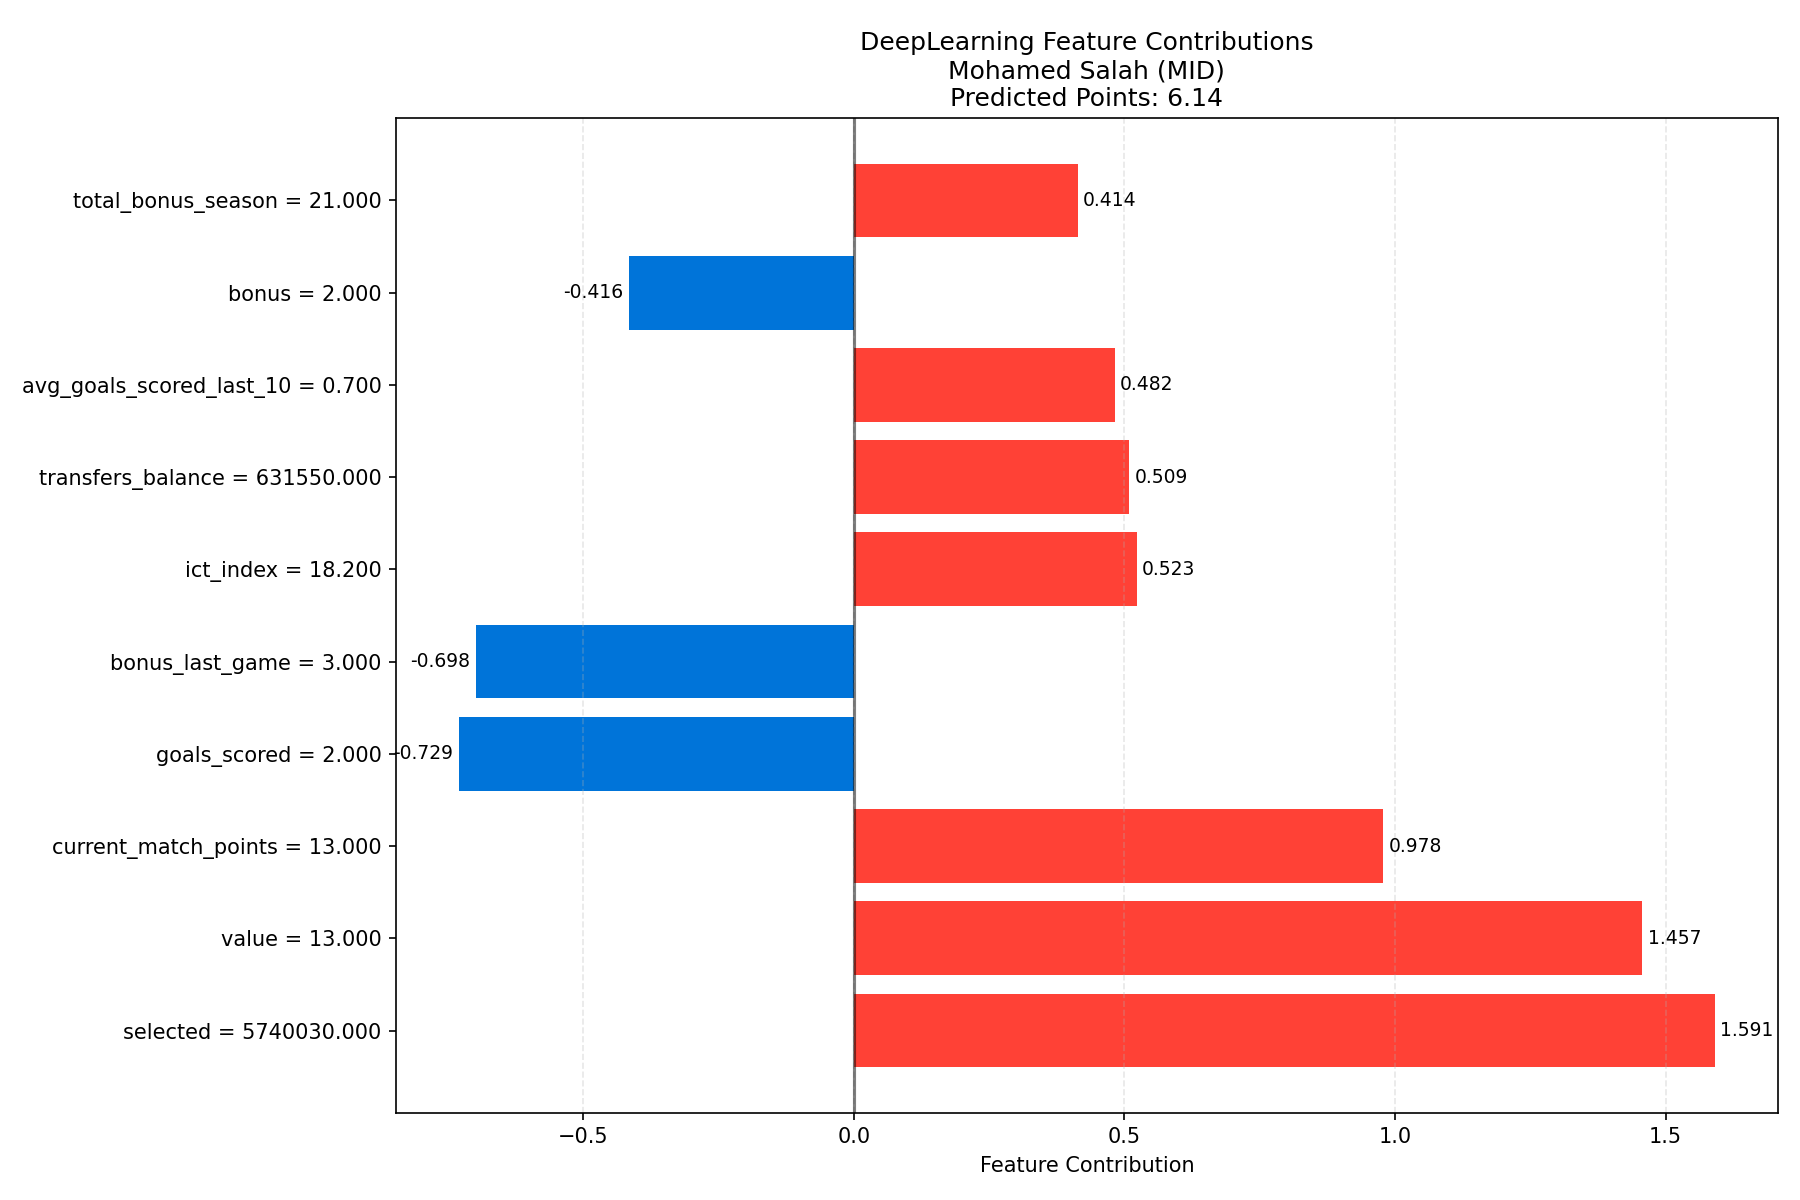 DeepLearning Feature Contributions
Mohamed Salah (MID)
Predicted Points: 6.14
total_bonus_season = 21.000
0.414
bonus = 2.000
-0.416
avg_goals_scored_last_10 = 0.700
0.482
transfers_balance = 631550.000
0.509
ict_index = 18.200
0.523
bonus_last_game = 3.000
-0.698
goals_scored = 2.000
-0.729
current_match_points = 13.000
0.978
value = 13.000
1.457
selected = 5740030.000
1.591
−0.5 0.0 0.5 1.0 1.5
Feature Contribution